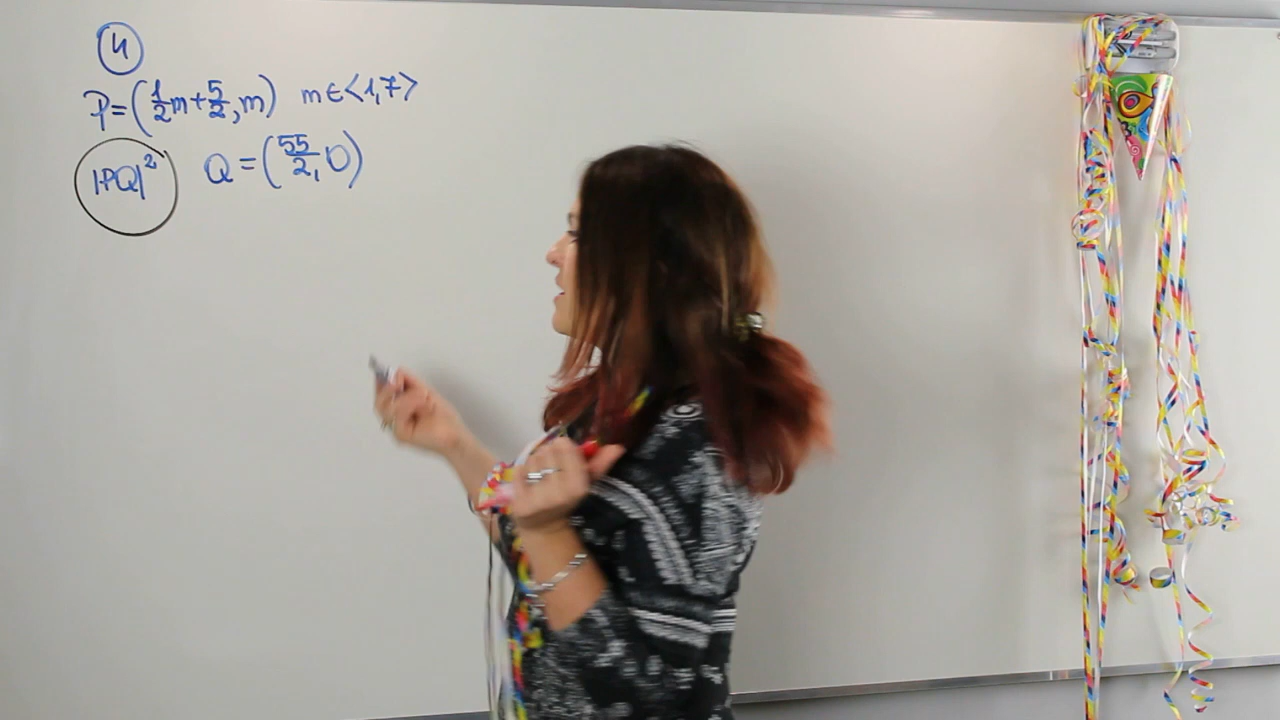 4
P=(1/2m+5/2,m) m∈<1,7>
|PQ|² Q=(55/2,0)